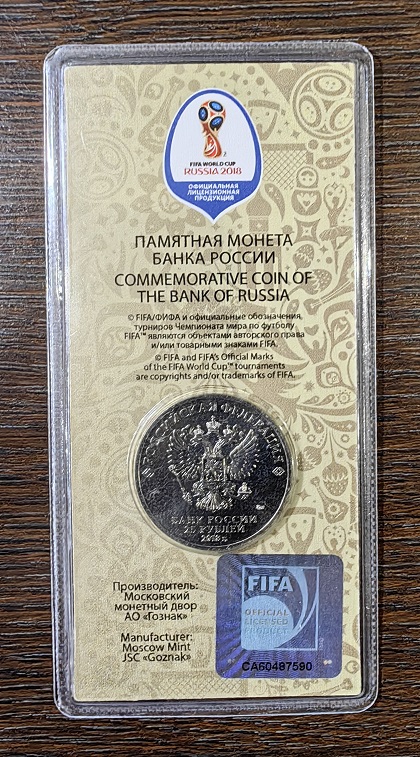 FIFA WORLD CUP
RUSSIA 2018
ОФИЦИАЛЬНАЯ
ЛИЦЕНЗИОННАЯ
ПРОДУКЦИЯ
ПАМЯТНАЯ МОНЕТА
БАНКА РОССИИ
COMMEMORATIVE COIN OF
THE BANK OF RUSSIA
© FIFA/ФИФА и официальные обозначения,
турниров Чемпионата мира по футболу
FIFA™ являются объектами авторского права
и/или товарными знаками FIFA.
© FIFA and FIFA's Official Marks
of the FIFA World Cup™ tournaments
are copyrights and/or trademarks of FIFA.
РОССИЙСКАЯ ФЕДЕРАЦИЯ
БАНК РОССИИ
25 РУБЛЕЙ
2018 г.
Производитель:
Московский
монетный двор
АО «Гознак»
Manufacturer:
Moscow Mint
JSC «Goznak»
FIFA
OFFICIAL
LICENSED
PRODUCT
CA60487590